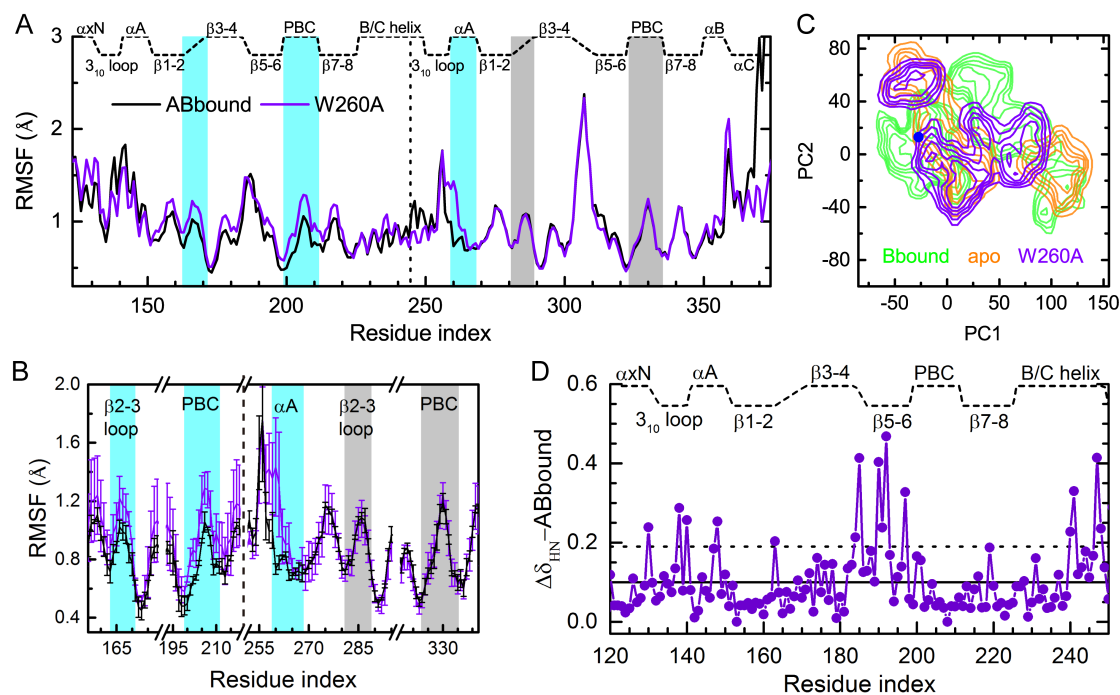 A
αxN αA β3-4 PBC B/C helix αA β3-4 PBC αB
3₁₀ loop β1-2 β5-6 β7-8 3₁₀ loop β1-2 β5-6 β7-8 αC
ABbound W260A
RMSF (Å)
3
2
1
150 200 250 300 350
Residue index
C
PC2
80
40
0
-40
-80
Bbound apo W260A
-50 0 50 100 150
PC1
B
RMSF (Å)
2.0
1.6
1.2
0.8
0.4
β2-3 loop
PBC
αA
β2-3 loop
PBC
165 195 210 255 270 285 330
Residue index
D
αxN αA β3-4 PBC B/C helix
3₁₀ loop β1-2 β5-6 β7-8
Δδ_HN–ABbound
0.6
0.4
0.2
0.0
120 140 160 180 200 220 240
Residue index